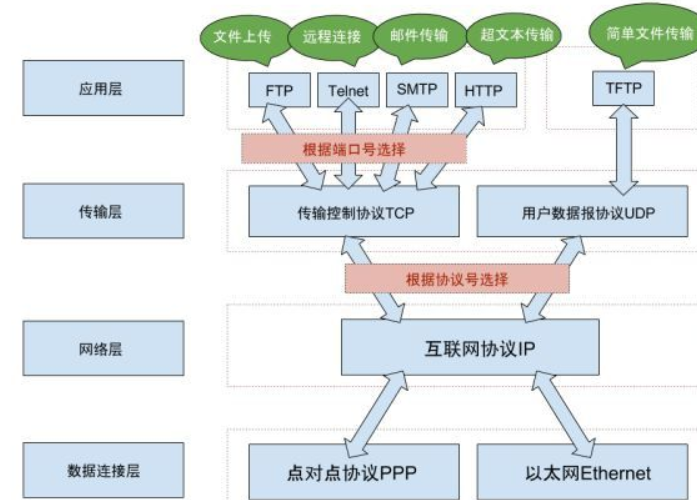 文件上传
远程连接
邮件传输
超文本传输
简单文件传输
应用层
FTP
Telnet
SMTP
HTTP
TFTP
根据端口号选择
传输层
传输控制协议TCP
用户数据报协议UDP
根据协议号选择
网络层
互联网协议IP
数据连接层
点对点协议PPP
以太网Ethernet